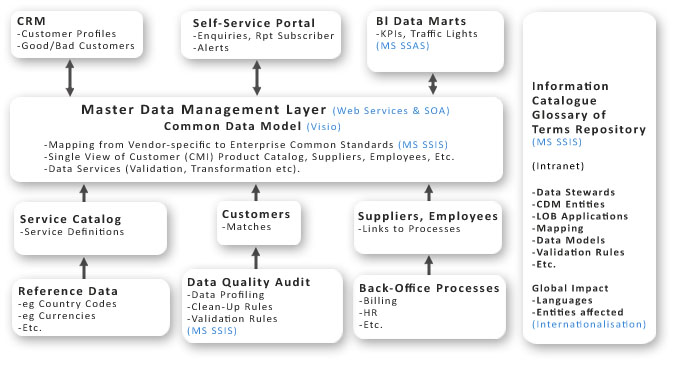 CRM
-Customer Profiles
-Good/Bad Customers
Self-Service Portal
-Enquiries, Rpt Subscriber
-Alerts
BI Data Marts
-KPIs, Traffic Lights
(MS SSAS)
Master Data Management Layer (Web Services & SOA)
Common Data Model (Visio)
-Mapping from Vendor-specific to Enterprise Common Standards (MS SSIS)
-Single View of Customer (CMI) Product Catalog, Suppliers, Employees, Etc.
-Data Services (Validation, Transformation etc).
Service Catalog
-Service Definitions
Customers
-Matches
Suppliers, Employees
-Links to Processes
Reference Data
-eg Country Codes
-eg Currencies
-Etc.
Data Quality Audit
-Data Profiling
-Clean-Up Rules
-Validation Rules
(MS SSIS)
Back-Office Processes
-Billing
-HR
-Etc.
Information
Catalogue
Glossary of
Terms Repository
(MS SSIS)
(Intranet)
-Data Stewards
-CDM Entities
-LOB Applications
-Mapping
-Data Models
-Validation Rules
-Etc.
Global Impact
-Languages
-Entities affected
(Internationalisation)